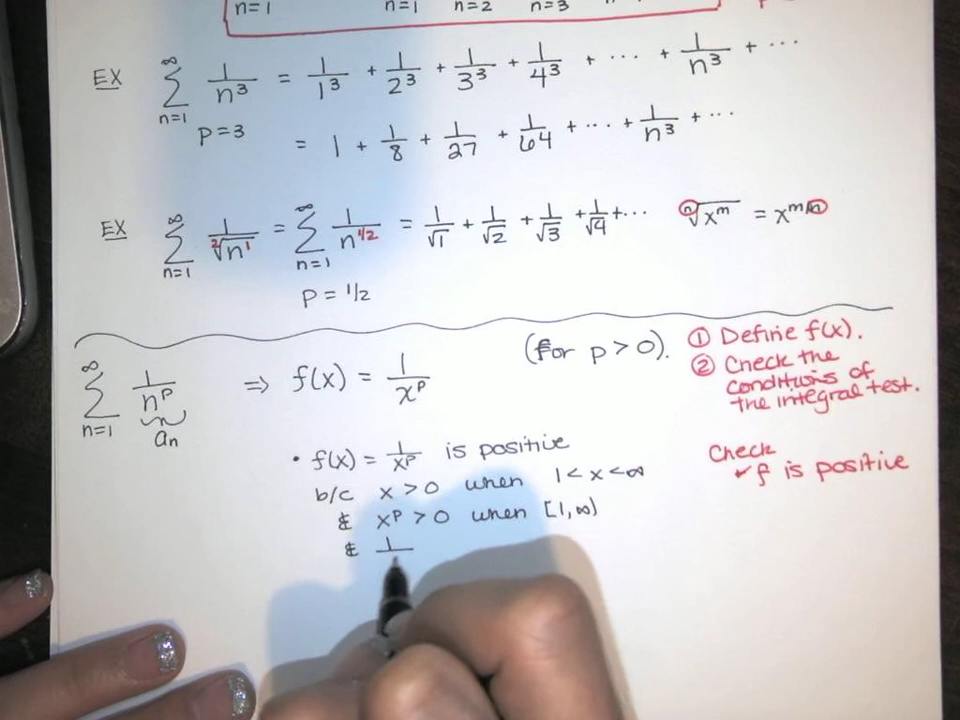 n=1 n=1 n=2 n=3
EX ∞ ∑ n=1 1/n³ = 1/1³ + 1/2³ + 1/3³ + 1/4³ + ... + 1/n³ + ...
p=3 = 1 + 1/8 + 1/27 + 1/64 + ... + 1/n³ + ...
EX ∞ ∑ n=1 1/²√n¹ = ∞ ∑ n=1 1/n^1/2 = 1/√1 + 1/√2 + 1/√3 + 1/√4 + ... ⁿ√x^m = x^m/n
p = 1/2
∞ ∑ n=1 1/n^p ⇒ f(x) = 1/x^p (for p > 0).
an
① Define f(x).
② Check the
conditions of
the integral test.
• f(x) = 1/x^p is positive
b/c x > 0 when 1 < x < ∞
& x^p > 0 when [1, ∞)
& 1/
Check
✓ f is positive